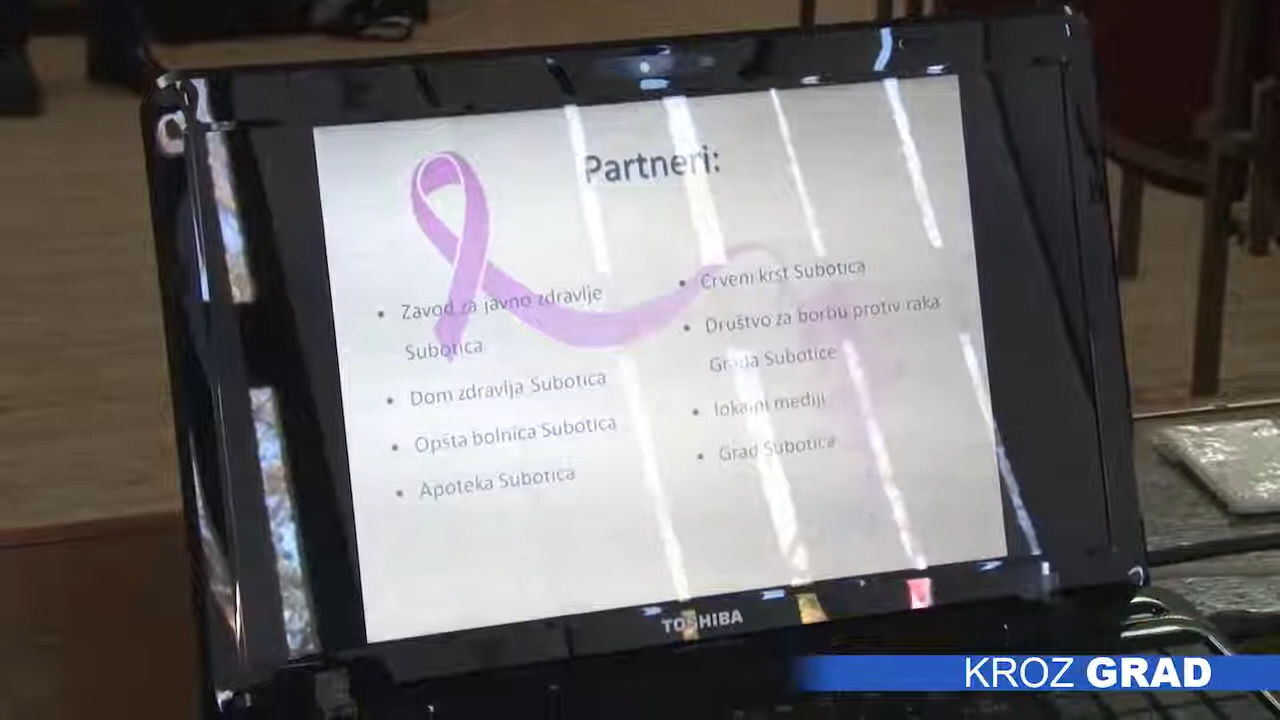 Partneri:
Zavod za javno zdravlje
Subotica
Dom zdravlja Subotica
Opšta bolnica Subotica
Apoteka Subotica
Crveni krst Subotica
Društvo za borbu protiv raka
Grada Subotice
lokalni mediji
Grad Subotica
TOSHIBA
KROZ GRAD